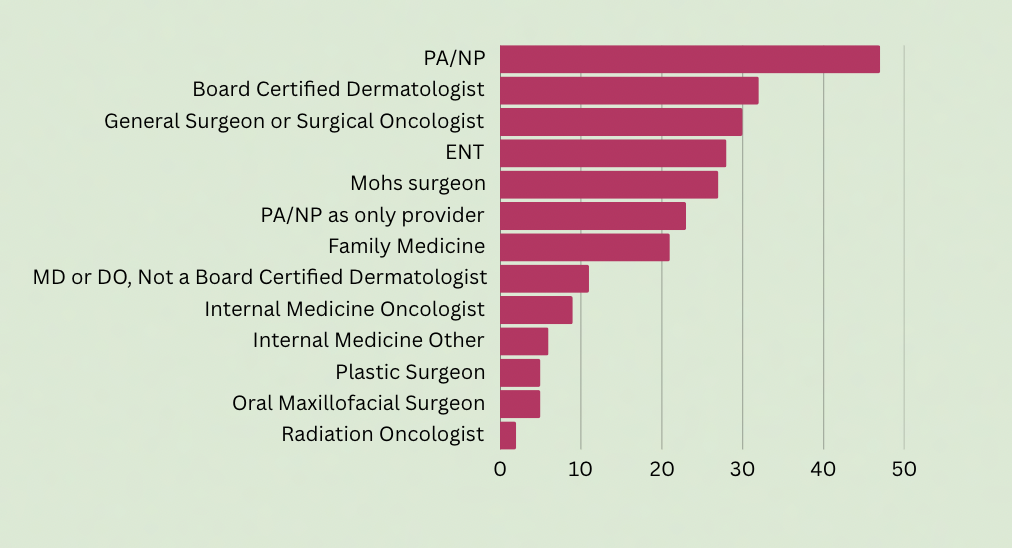 PA/NP
Board Certified Dermatologist
General Surgeon or Surgical Oncologist
ENT
Mohs surgeon
PA/NP as only provider
Family Medicine
MD or DO, Not a Board Certified Dermatologist
Internal Medicine Oncologist
Internal Medicine Other
Plastic Surgeon
Oral Maxillofacial Surgeon
Radiation Oncologist
0 10 20 30 40 50